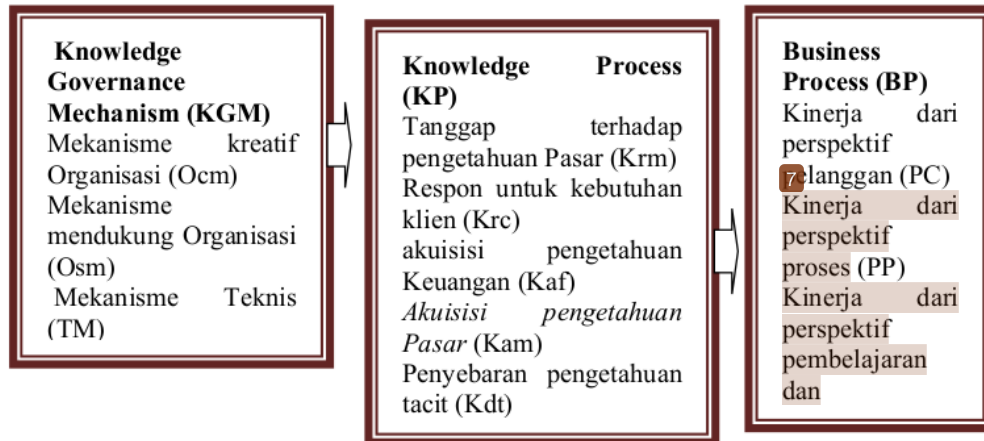 Knowledge
Governance
Mechanism (KGM)
Mekanisme kreatif
Organisasi (Ocm)
Mekanisme
mendukung Organisasi
(Osm)
Mekanisme Teknis
(TM)
Knowledge Process
(KP)
Tanggap terhadap
pengetahuan Pasar (Krm)
Respon untuk kebutuhan
klien (Krc)
akuisisi pengetahuan
Keuangan (Kaf)
Akuisisi pengetahuan
Pasar (Kam)
Penyebaran pengetahuan
tacit (Kdt)
Business
Process (BP)
Kinerja dari
perspektif
7
pelanggan (PC)
Kinerja dari
perspektif
proses (PP)
Kinerja dari
perspektif
pembelajaran
dan